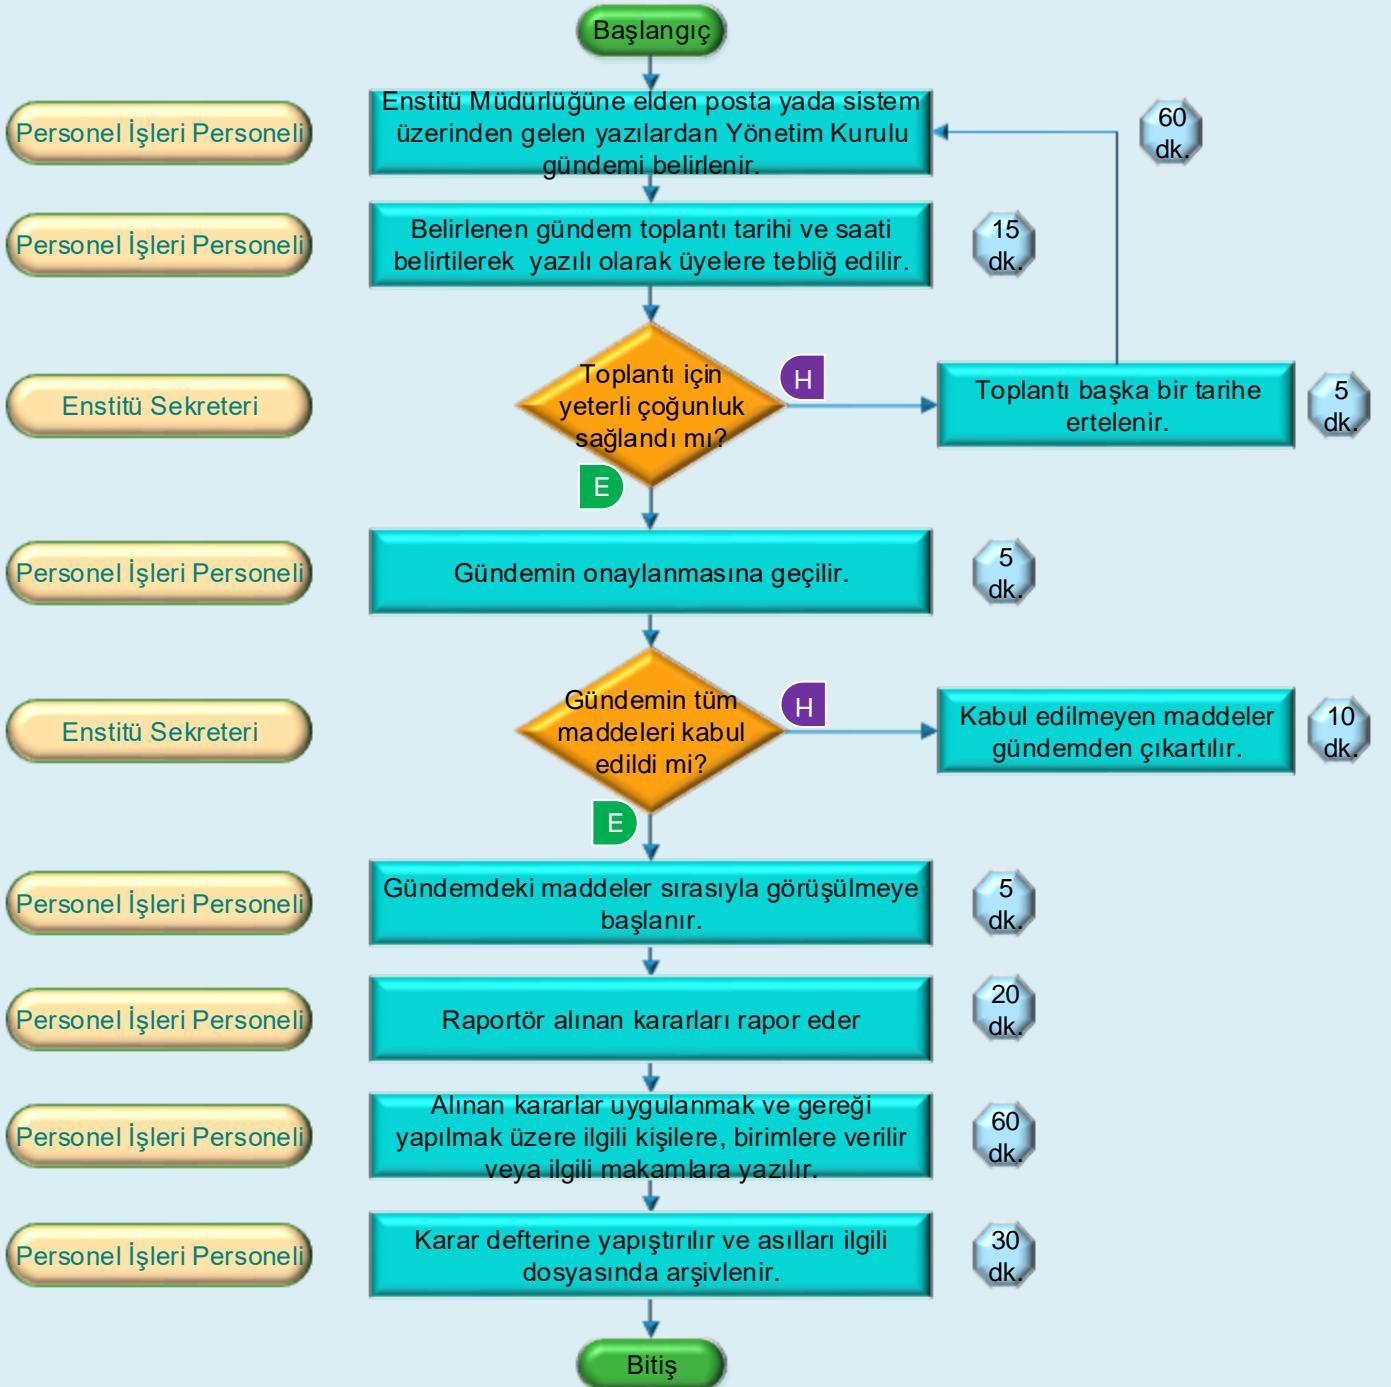 Başlangıç
Personel İşleri Personeli
Enstitü Müdürlüğüne elden posta yada sistem
üzerinden gelen yazılardan Yönetim Kurulu
gündemi belirlenir.
60
dk.
Personel İşleri Personeli
Belirlenen gündem toplantı tarihi ve saati
belirtilerek yazılı olarak üyelere tebliğ edilir.
15
dk.
Enstitü Sekreteri
Toplantı için
yeterli çoğunluk
sağlandı mı?
H
Toplantı başka bir tarihe
ertelenir.
5
dk.
E
Personel İşleri Personeli
Gündemin onaylanmasına geçilir.
5
dk.
Enstitü Sekreteri
Gündemin tüm
maddeleri kabul
edildi mi?
H
Kabul edilmeyen maddeler
gündemden çıkartılır.
10
dk.
E
Personel İşleri Personeli
Gündemdeki maddeler sırasıyla görüşülmeye
başlanır.
5
dk.
Personel İşleri Personeli
Raportör alınan kararları rapor eder
20
dk.
Personel İşleri Personeli
Alınan kararlar uygulanmak ve gereği
yapılmak üzere ilgili kişilere, birimlere verilir
veya ilgili makamlara yazılır.
60
dk.
Personel İşleri Personeli
Karar defterine yapıştırılır ve asılları ilgili
dosyasında arşivlenir.
30
dk.
Bitiş